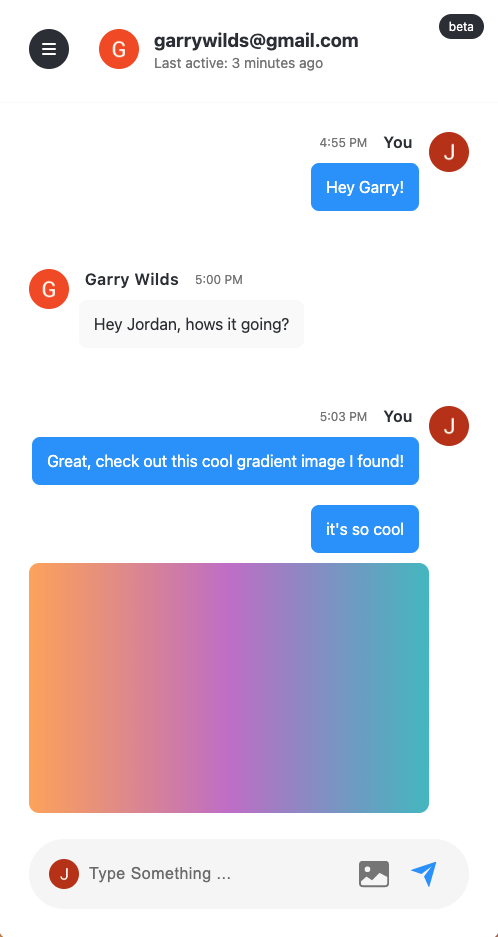 beta
G
garrywilds@gmail.com
Last active: 3 minutes ago
4:55 PM You
J
Hey Garry!
G
Garry Wilds 5:00 PM
Hey Jordan, hows it going?
5:03 PM You
J
Great, check out this cool gradient image I found!
it's so cool
J Type Something ...